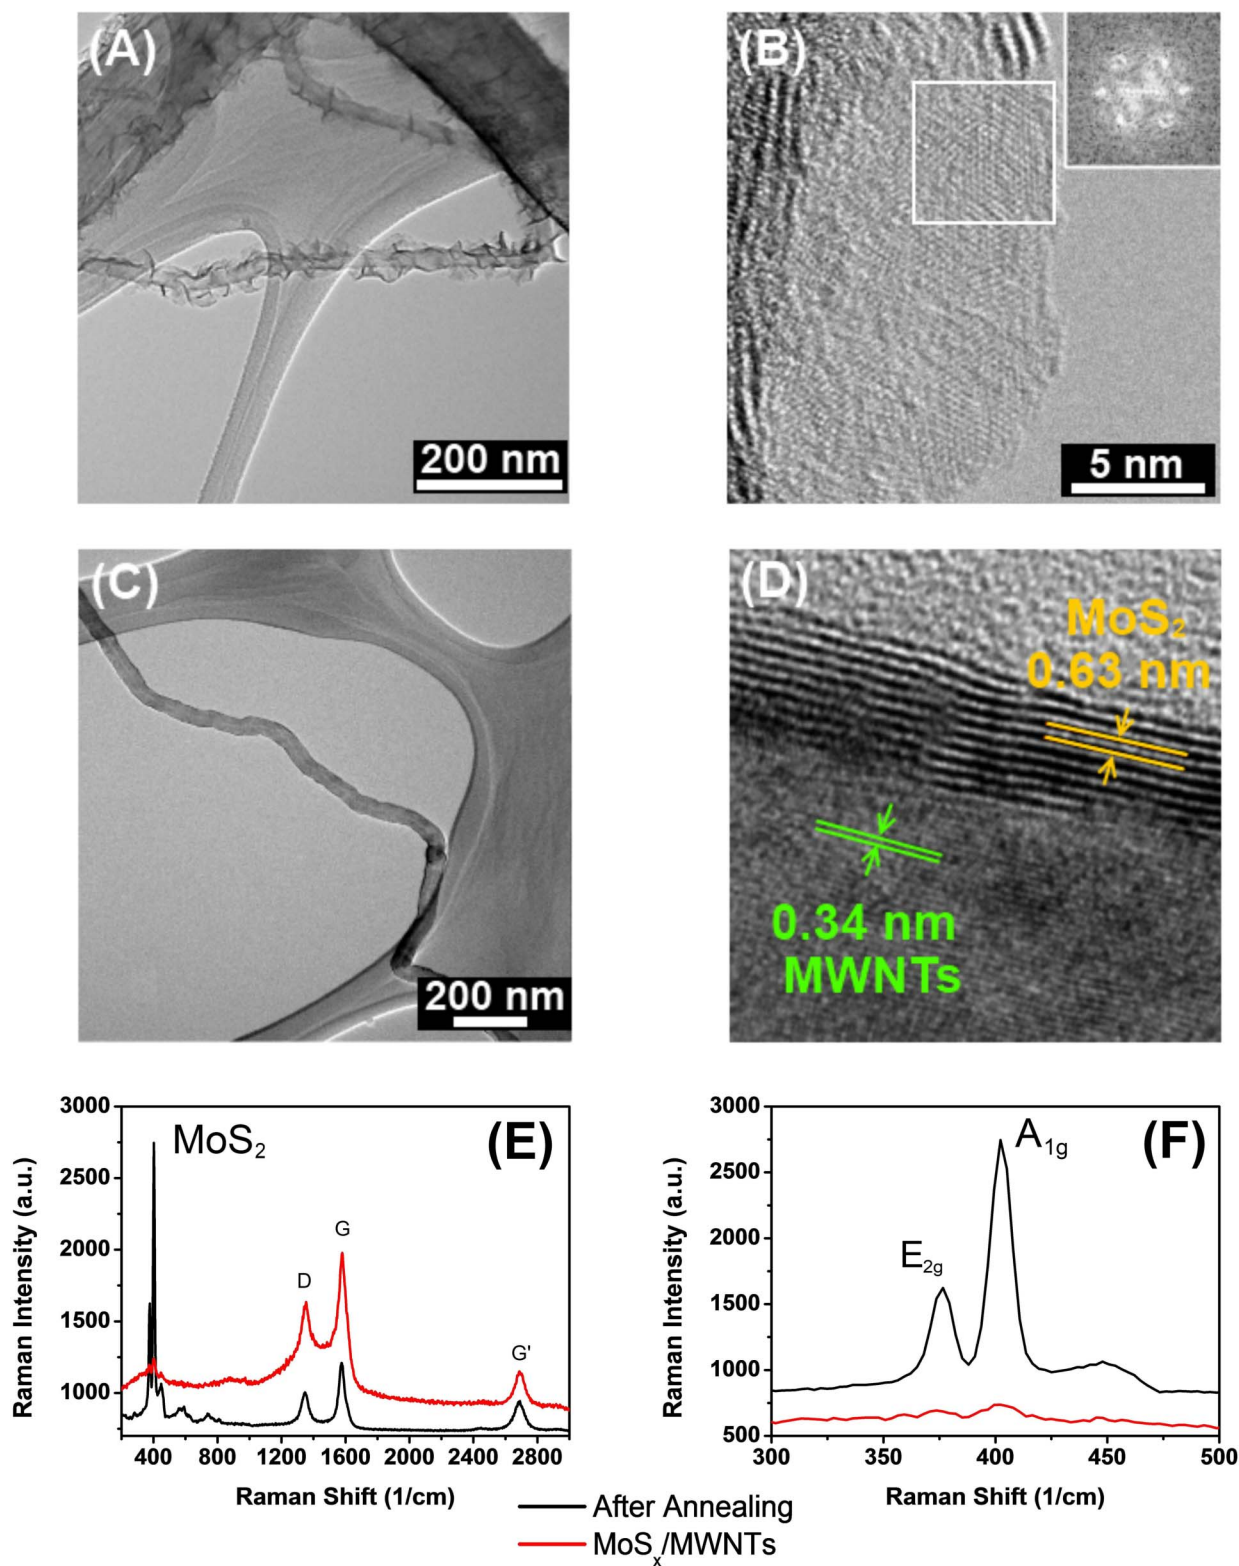 (A)
200 nm
(B)
5 nm
(C)
200 nm
(D)
MoS₂
0.63 nm
0.34 nm
MWNTs
3000
2500
2000
1500
1000
Raman Intensity (a.u.)
MoS₂
(E)
D
G
G'
400 800 1200 1600 2000 2400 2800
Raman Shift (1/cm)
3000
2500
2000
1500
1000
500
Raman Intensity (a.u.)
E₂g
A₁g
(F)
300 350 400 450 500
Raman Shift (1/cm)
After Annealing
MoSₓ/MWNTs